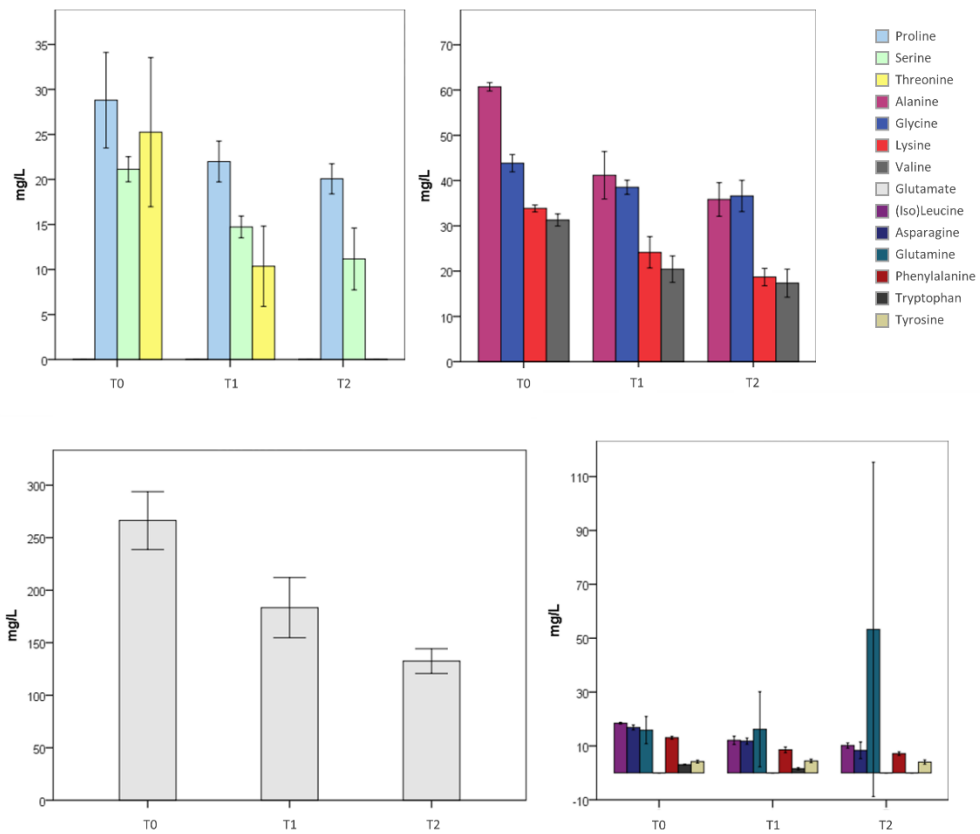 35
30
25
20
15
10
5
0
mg/L
T0 T1 T2
70
60
50
40
30
20
10
0
mg/L
T0 T1 T2
Proline
Serine
Threonine
Alanine
Glycine
Lysine
Valine
Glutamate
(Iso)Leucine
Asparagine
Glutamine
Phenylalanine
Tryptophan
Tyrosine
300
250
200
150
100
50
0
mg/L
T0 T1 T2
110
90
70
50
30
10
-10
mg/L
T0 T1 T2